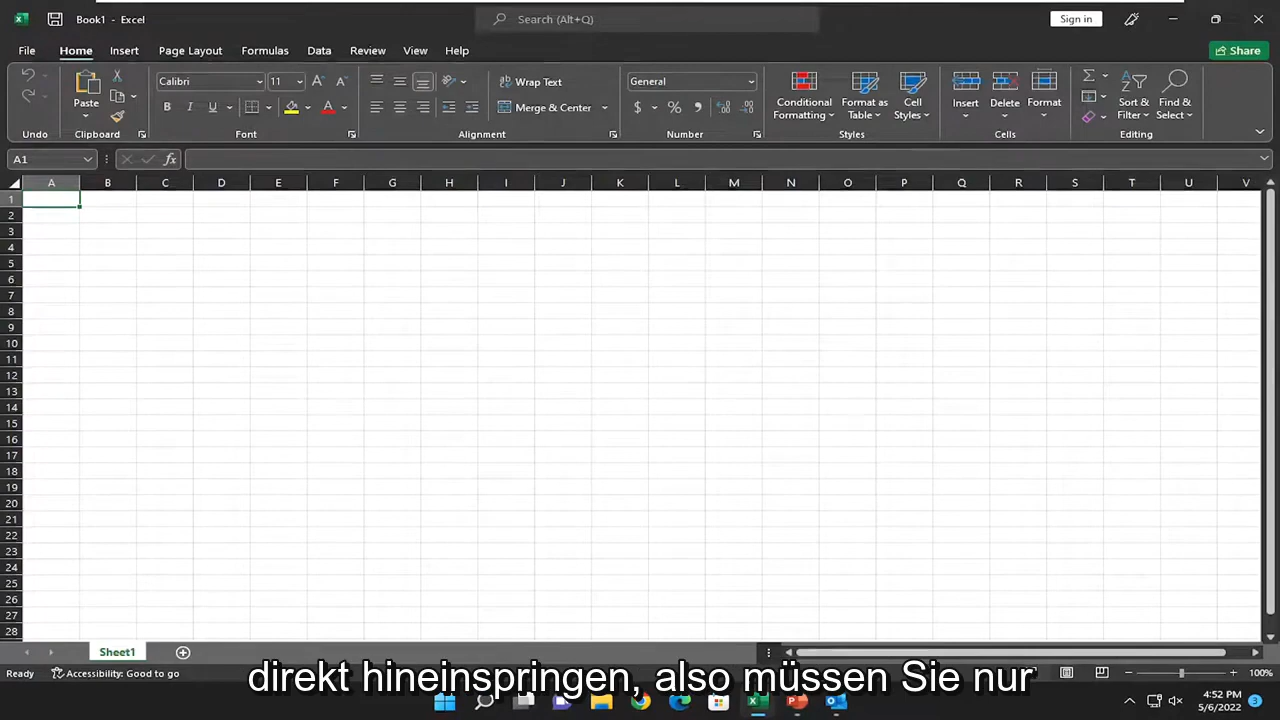 Book1 - Excel
Search (Alt+Q)
Sign in
File Home Insert Page Layout Formulas Data Review View Help
Share
Calibri 11
Wrap Text
General
Paste
B I U
Merge & Center
$ %
Conditional Formatting
Format as Table
Cell Styles
Insert
Delete
Format
Sort & Filter
Find & Select
Undo Clipboard Font Alignment Number Styles Cells Editing
A1
fx
A B C D E F G H I J K L M N O P Q R S T U V
1
2
3
4
5
6
7
8
9
10
11
12
13
14
15
16
17
18
19
20
21
22
23
24
25
26
27
28
Sheet1
Ready
Accessibility: Good to go
100%
direkt hineinspringen, also müssen Sie nur
4:52 PM
5/6/2022
3